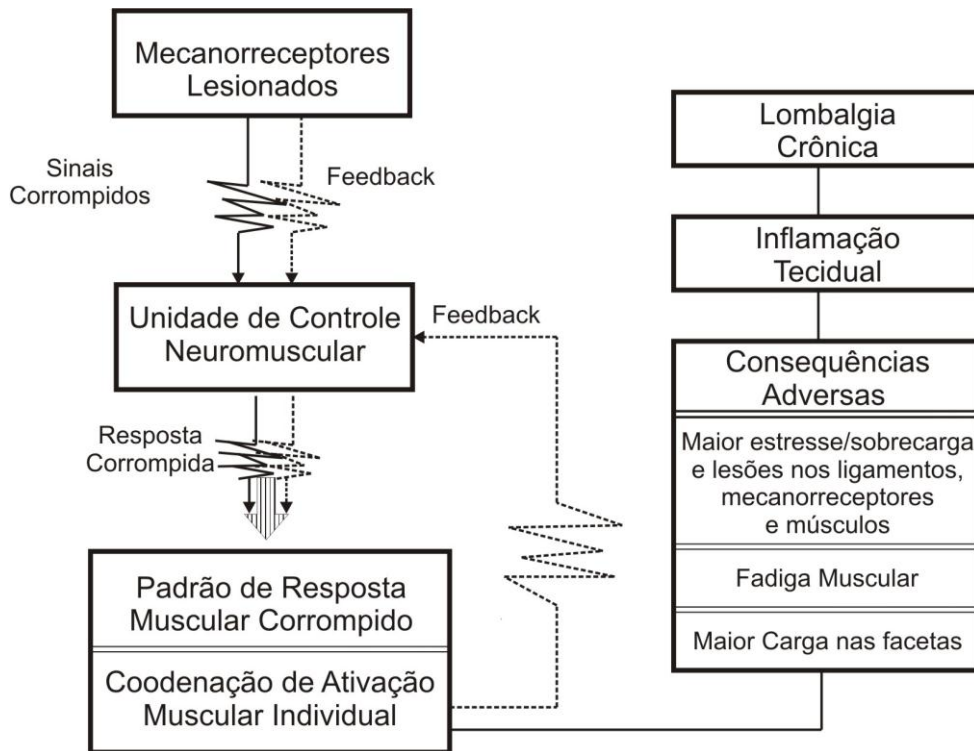 Mecanorreceptores
Lesionados
Sinais
Corrompidos
Feedback
Unidade de Controle
Neuromuscular
Feedback
Resposta
Corrompida
Padrão de Resposta
Muscular Corrompido
Coodenação de Ativação
Muscular Individual
Lombalgia
Crônica
Inflamação
Tecidual
Consequências
Adversas
Maior estresse/sobrecarga
e lesões nos ligamentos,
mecanorreceptores
e músculos
Fadiga Muscular
Maior Carga nas facetas